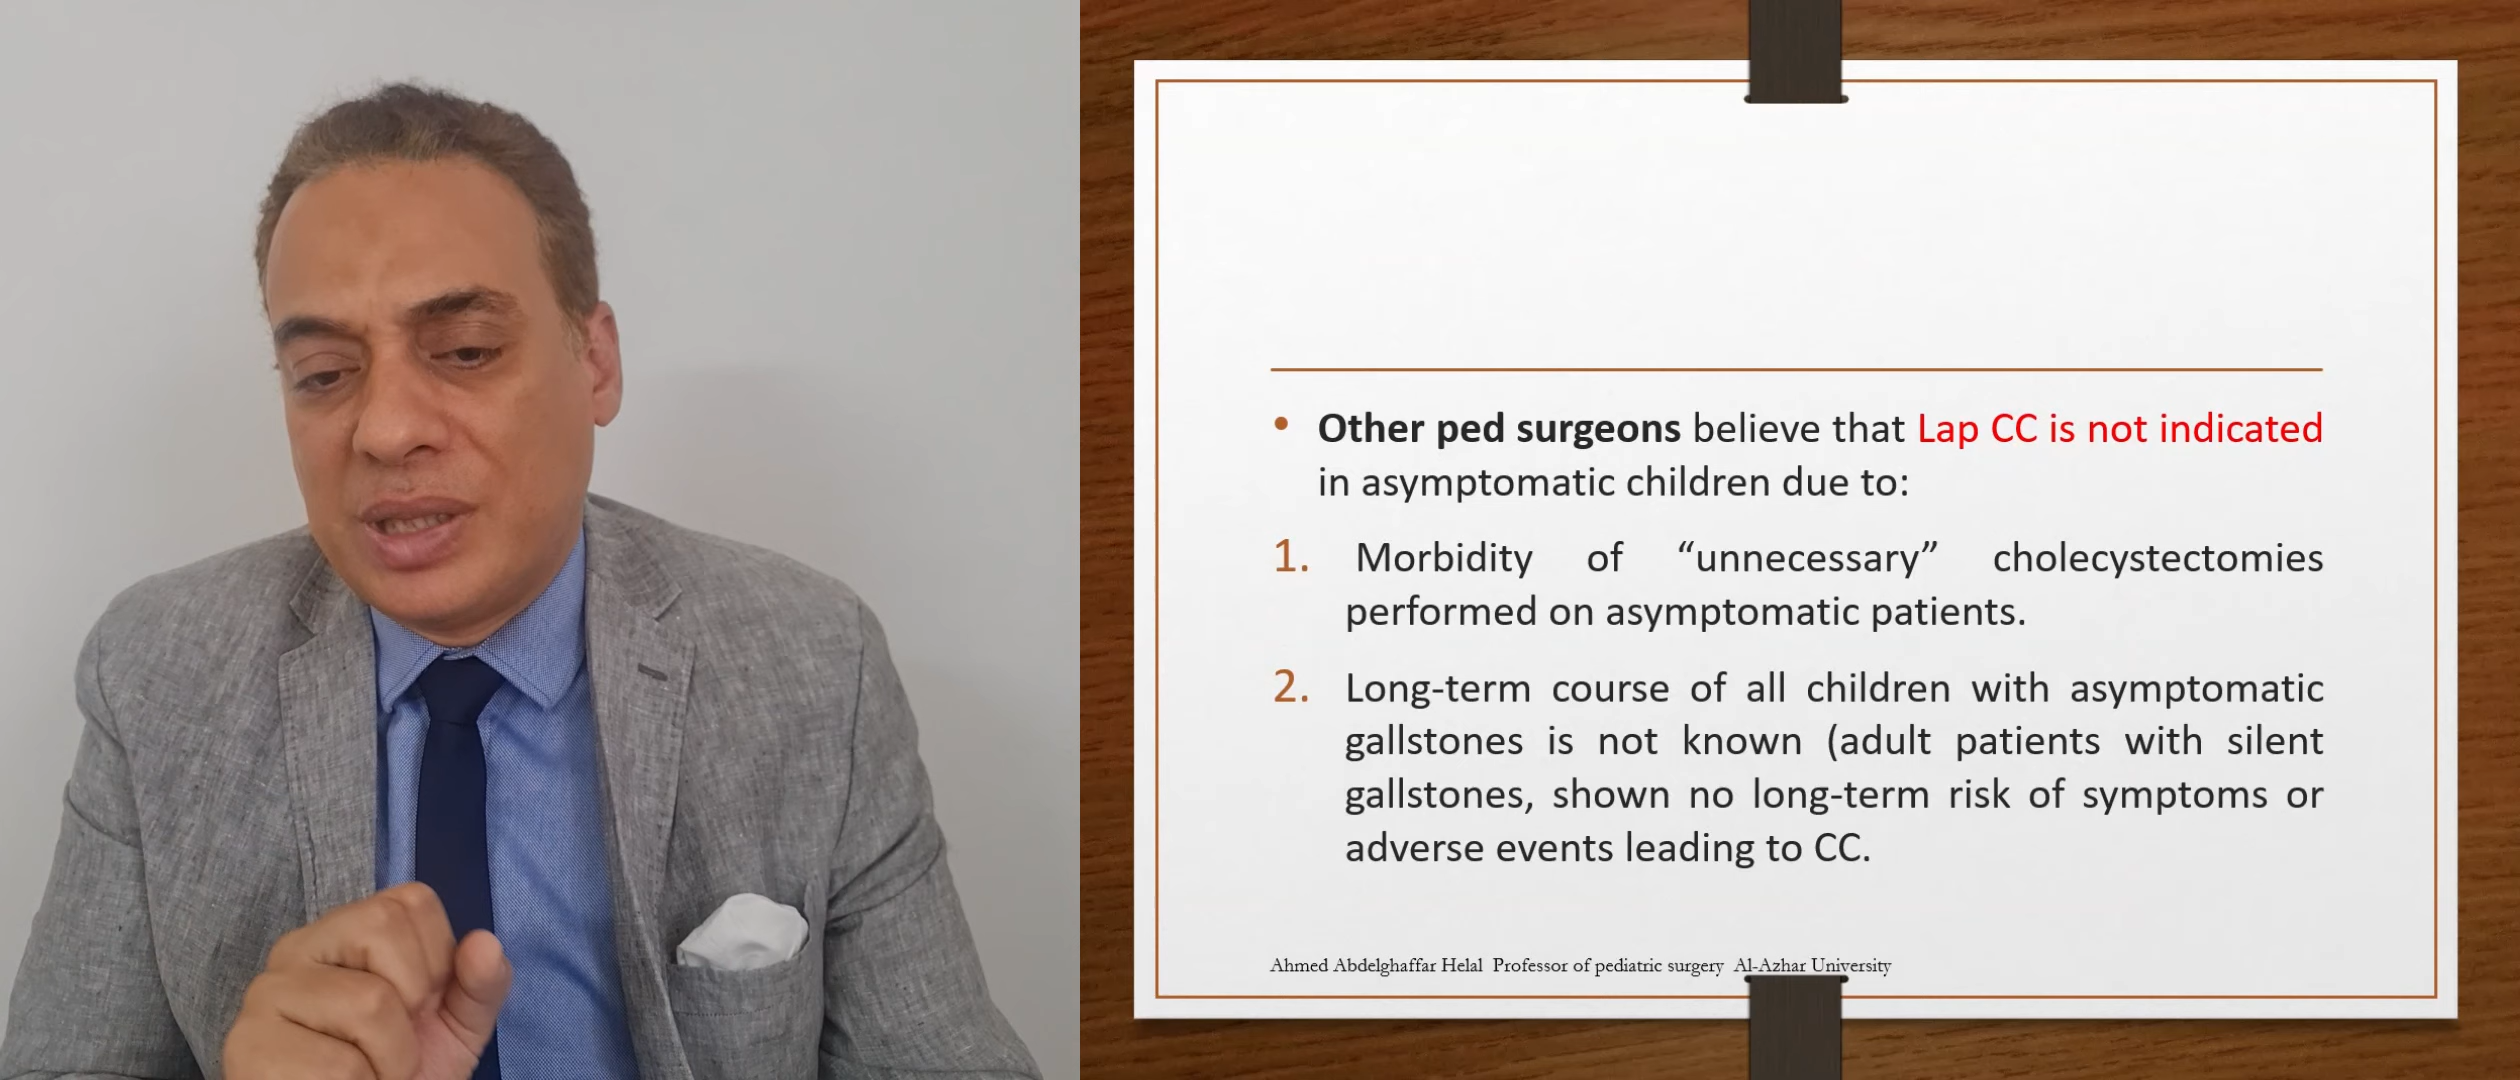 • Other ped surgeons believe that Lap CC is not indicated
in asymptomatic children due to:
1. Morbidity of “unnecessary” cholecystectomies
performed on asymptomatic patients.
2. Long-term course of all children with asymptomatic
gallstones is not known (adult patients with silent
gallstones, shown no long-term risk of symptoms or
adverse events leading to CC.
Ahmed Abdelghaffar Helal Professor of pediatric surgery Al-Azhar University